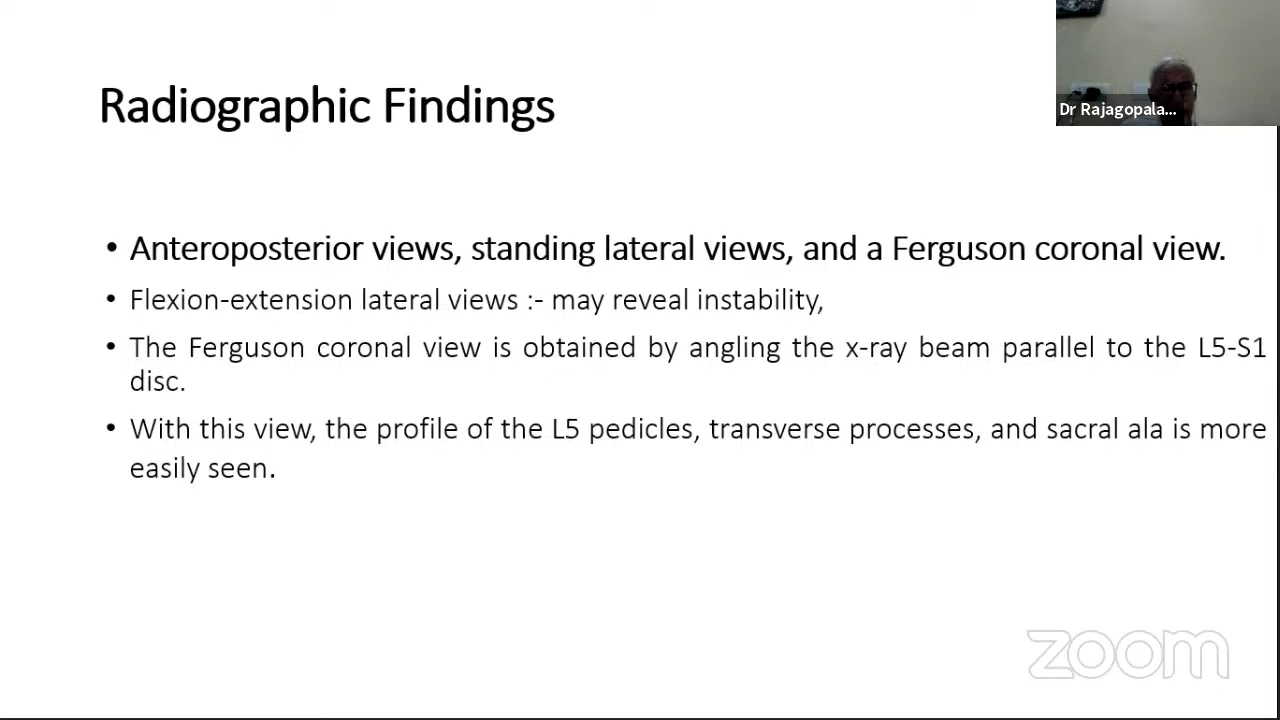 Radiographic Findings
Dr Rajagopala...
• Anteroposterior views, standing lateral views, and a Ferguson coronal view.
• Flexion-extension lateral views :- may reveal instability,
• The Ferguson coronal view is obtained by angling the x-ray beam parallel to the L5-S1
disc.
• With this view, the profile of the L5 pedicles, transverse processes, and sacral ala is more
easily seen.
zoom